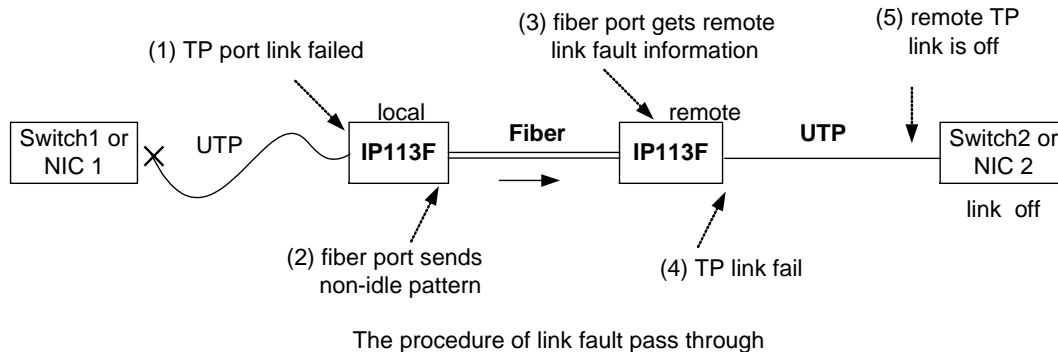 (1) TP port link failed
(3) fiber port gets remote
link fault information
(5) remote TP
link is off
local
remote
Switch1 or
NIC 1
UTP
IP113F
Fiber
IP113F
UTP
Switch2 or
NIC 2
link off
(2) fiber port sends
non-idle pattern
(4) TP link fail
The procedure of link fault pass through